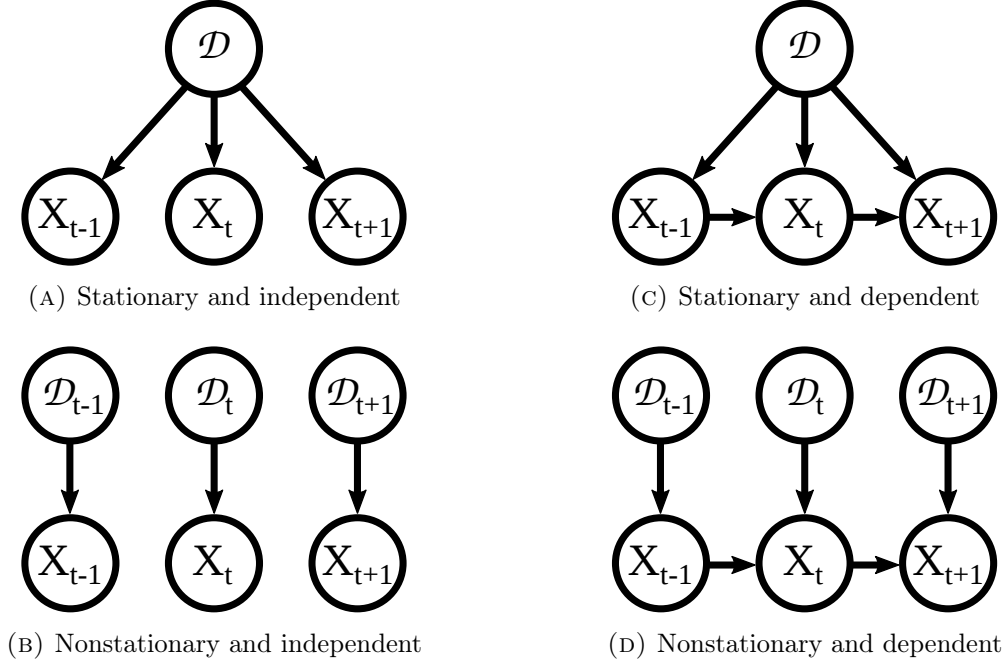 𝒟
X_{t-1} X_t X_{t+1}
(A) Stationary and independent
𝒟
X_{t-1} X_t X_{t+1}
(C) Stationary and dependent
𝒟_{t-1} 𝒟_t 𝒟_{t+1}
X_{t-1} X_t X_{t+1}
(B) Nonstationary and independent
𝒟_{t-1} 𝒟_t 𝒟_{t+1}
X_{t-1} X_t X_{t+1}
(D) Nonstationary and dependent